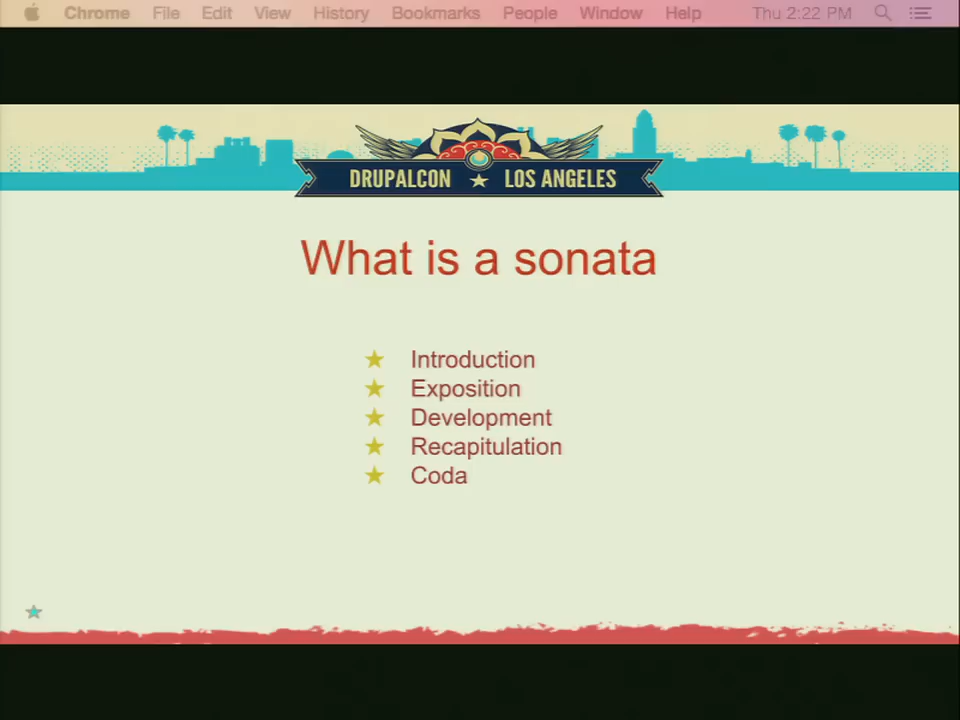 Chrome File Edit View History Bookmarks People Window Help Thu 2:22 PM
DRUPALCON LOS ANGELES
What is a sonata
Introduction
Exposition
Development
Recapitulation
Coda